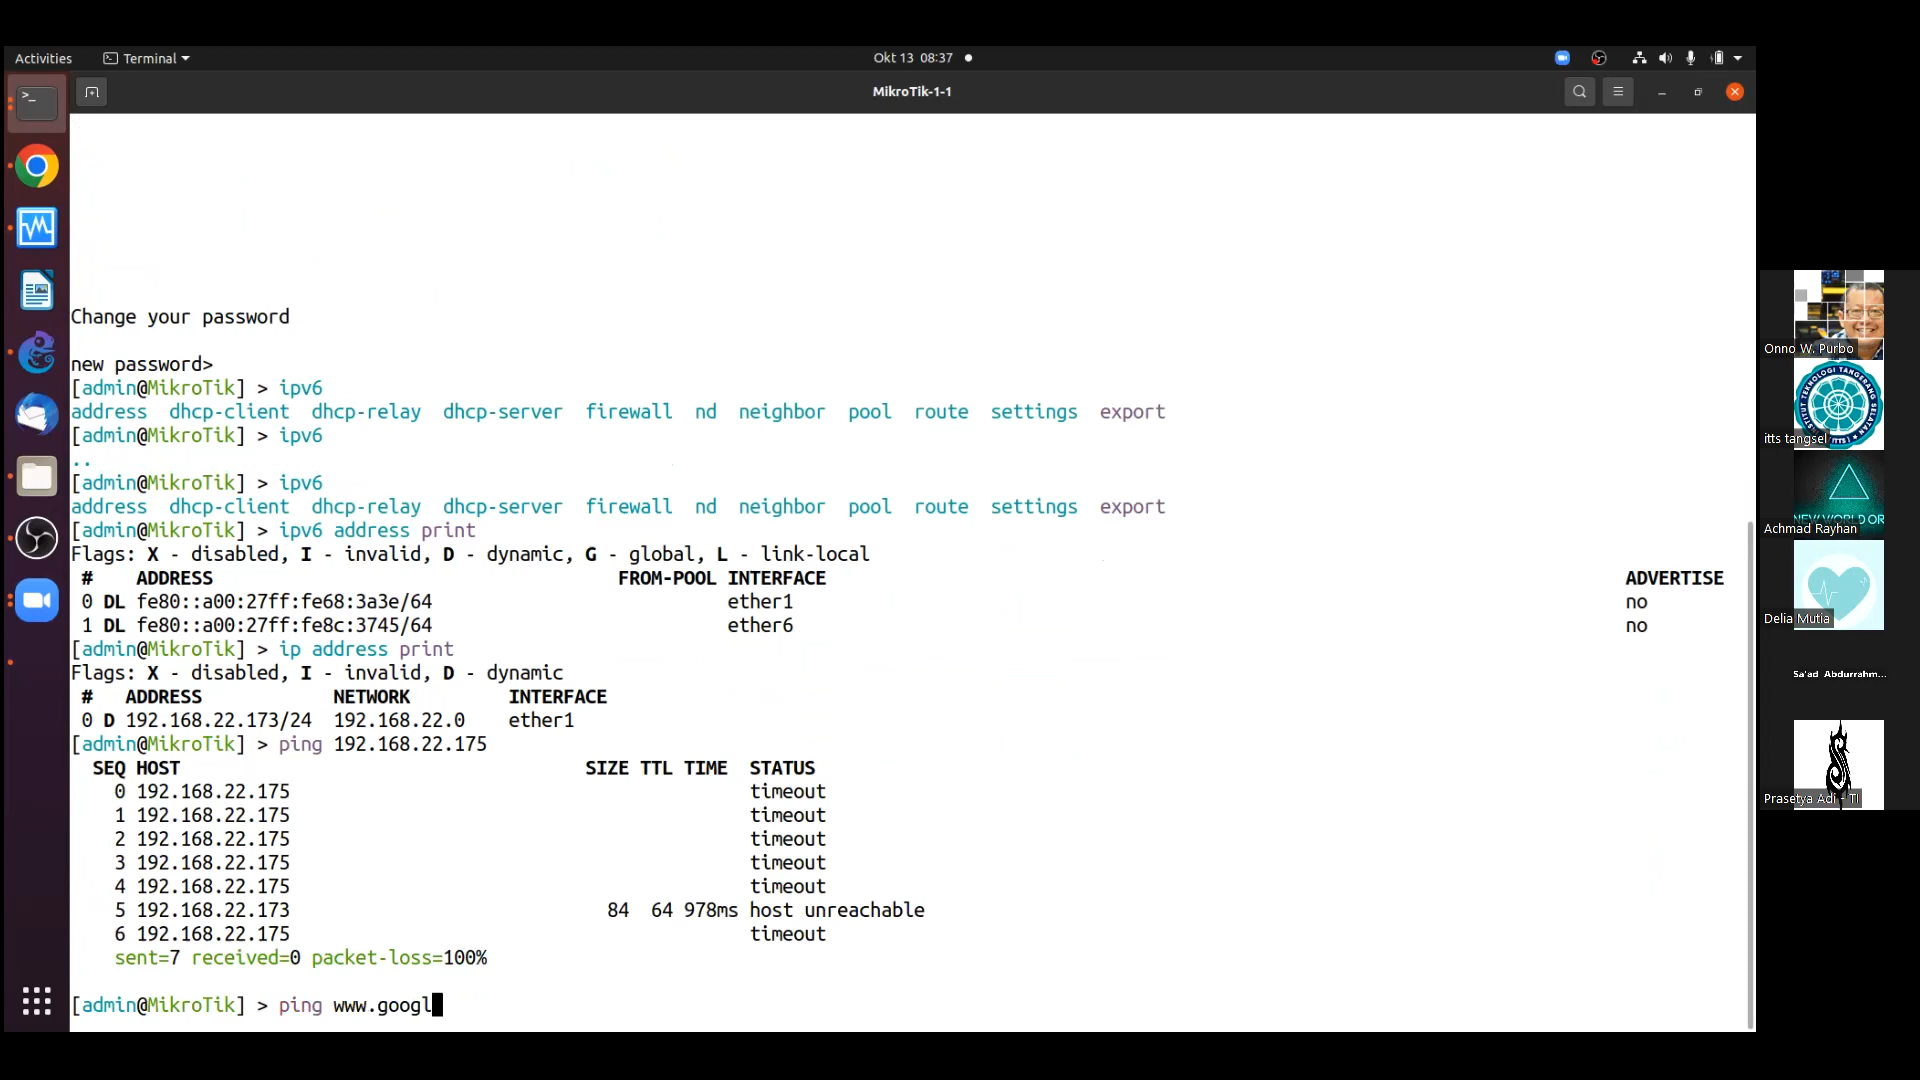 Activities Terminal Okt 13 08:37
MikroTik-1-1
Change your password
new password>
[admin@MikroTik] > ipv6
address dhcp-client dhcp-relay dhcp-server firewall nd neighbor pool route settings export
[admin@MikroTik] > ipv6
..
[admin@MikroTik] > ipv6
address dhcp-client dhcp-relay dhcp-server firewall nd neighbor pool route settings export
[admin@MikroTik] > ipv6 address print
Flags: X - disabled, I - invalid, D - dynamic, G - global, L - link-local
# ADDRESS FROM-POOL INTERFACE ADVERTISE
0 DL fe80::a00:27ff:fe68:3a3e/64 ether1 no
1 DL fe80::a00:27ff:fe8c:3745/64 ether6 no
[admin@MikroTik] > ip address print
Flags: X - disabled, I - invalid, D - dynamic
# ADDRESS NETWORK INTERFACE
0 D 192.168.22.173/24 192.168.22.0 ether1
[admin@MikroTik] > ping 192.168.22.175
SEQ HOST SIZE TTL TIME STATUS
0 192.168.22.175 timeout
1 192.168.22.175 timeout
2 192.168.22.175 timeout
3 192.168.22.175 timeout
4 192.168.22.175 timeout
5 192.168.22.173 84 64 978ms host unreachable
6 192.168.22.175 timeout
sent=7 received=0 packet-loss=100%
[admin@MikroTik] > ping www.googl
Onno W. Purbo
INSTITUT TEKNOLOGI TANGERANG SELATAN
itts tangsel
NEW WORLD OR
Achmad Rayhan
Delia Mutia
Sa'ad Abdurrahm...
Prasetya Adi - TI